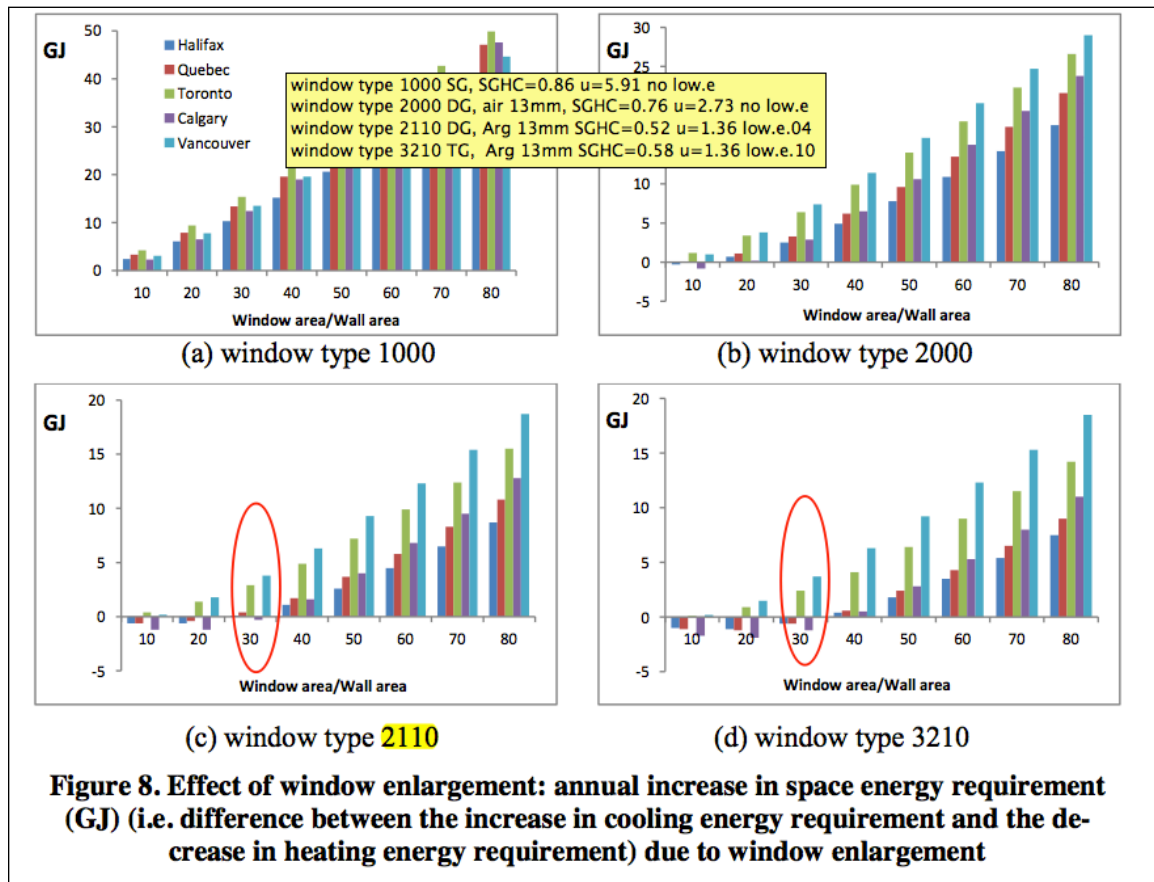 GJ
50
40
30
20
10
0
Halifax
Quebec
Toronto
Calgary
Vancouver
window type 1000 SG, SGHC=0.86 u=5.91 no low.e
window type 2000 DG, air 13mm, SGHC=0.76 u=2.73 no low.e
window type 2110 DG, Arg 13mm SGHC=0.52 u=1.36 low.e.04
window type 3210 TG, Arg 13mm SGHC=0.58 u=1.36 low.e.10
10 20 30 40 50 60 70 80
Window area/Wall area
(a) window type 1000
GJ
30
10
5
0
-5
10 20 30 40 50 60 70 80
Window area/Wall area
(b) window type 2000
GJ
20
15
10
5
0
-5
10 20 30 40 50 60 70 80
Window area/Wall area
(c) window type 2110
GJ
20
15
10
5
0
-5
10 20 30 40 50 60 70 80
Window area/Wall area
(d) window type 3210
Figure 8. Effect of window enlargement: annual increase in space energy requirement
(GJ) (i.e. difference between the increase in cooling energy requirement and the de-
crease in heating energy requirement) due to window enlargement